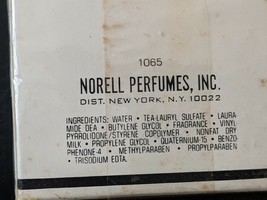 1065
NORELL PERFUMES, INC.
DIST. NEW YORK, N.Y. 10022
INGREDIENTS: WATER • TEA-LAURYL SULFATE • LAURA-
MIDE DEA • BUTYLENE GLYCOL • FRAGRANCE • VINYL
PYRROLIDONE/STYRENE COPOLYMER • NONFAT DRY
MILK • PROPYLENE GLYCOL • QUATERNIUM-15 • BENZO-
PHENONE-4 • METHYLPARABEN • PROPYLPARABEN
• TRISODIUM EDTA.